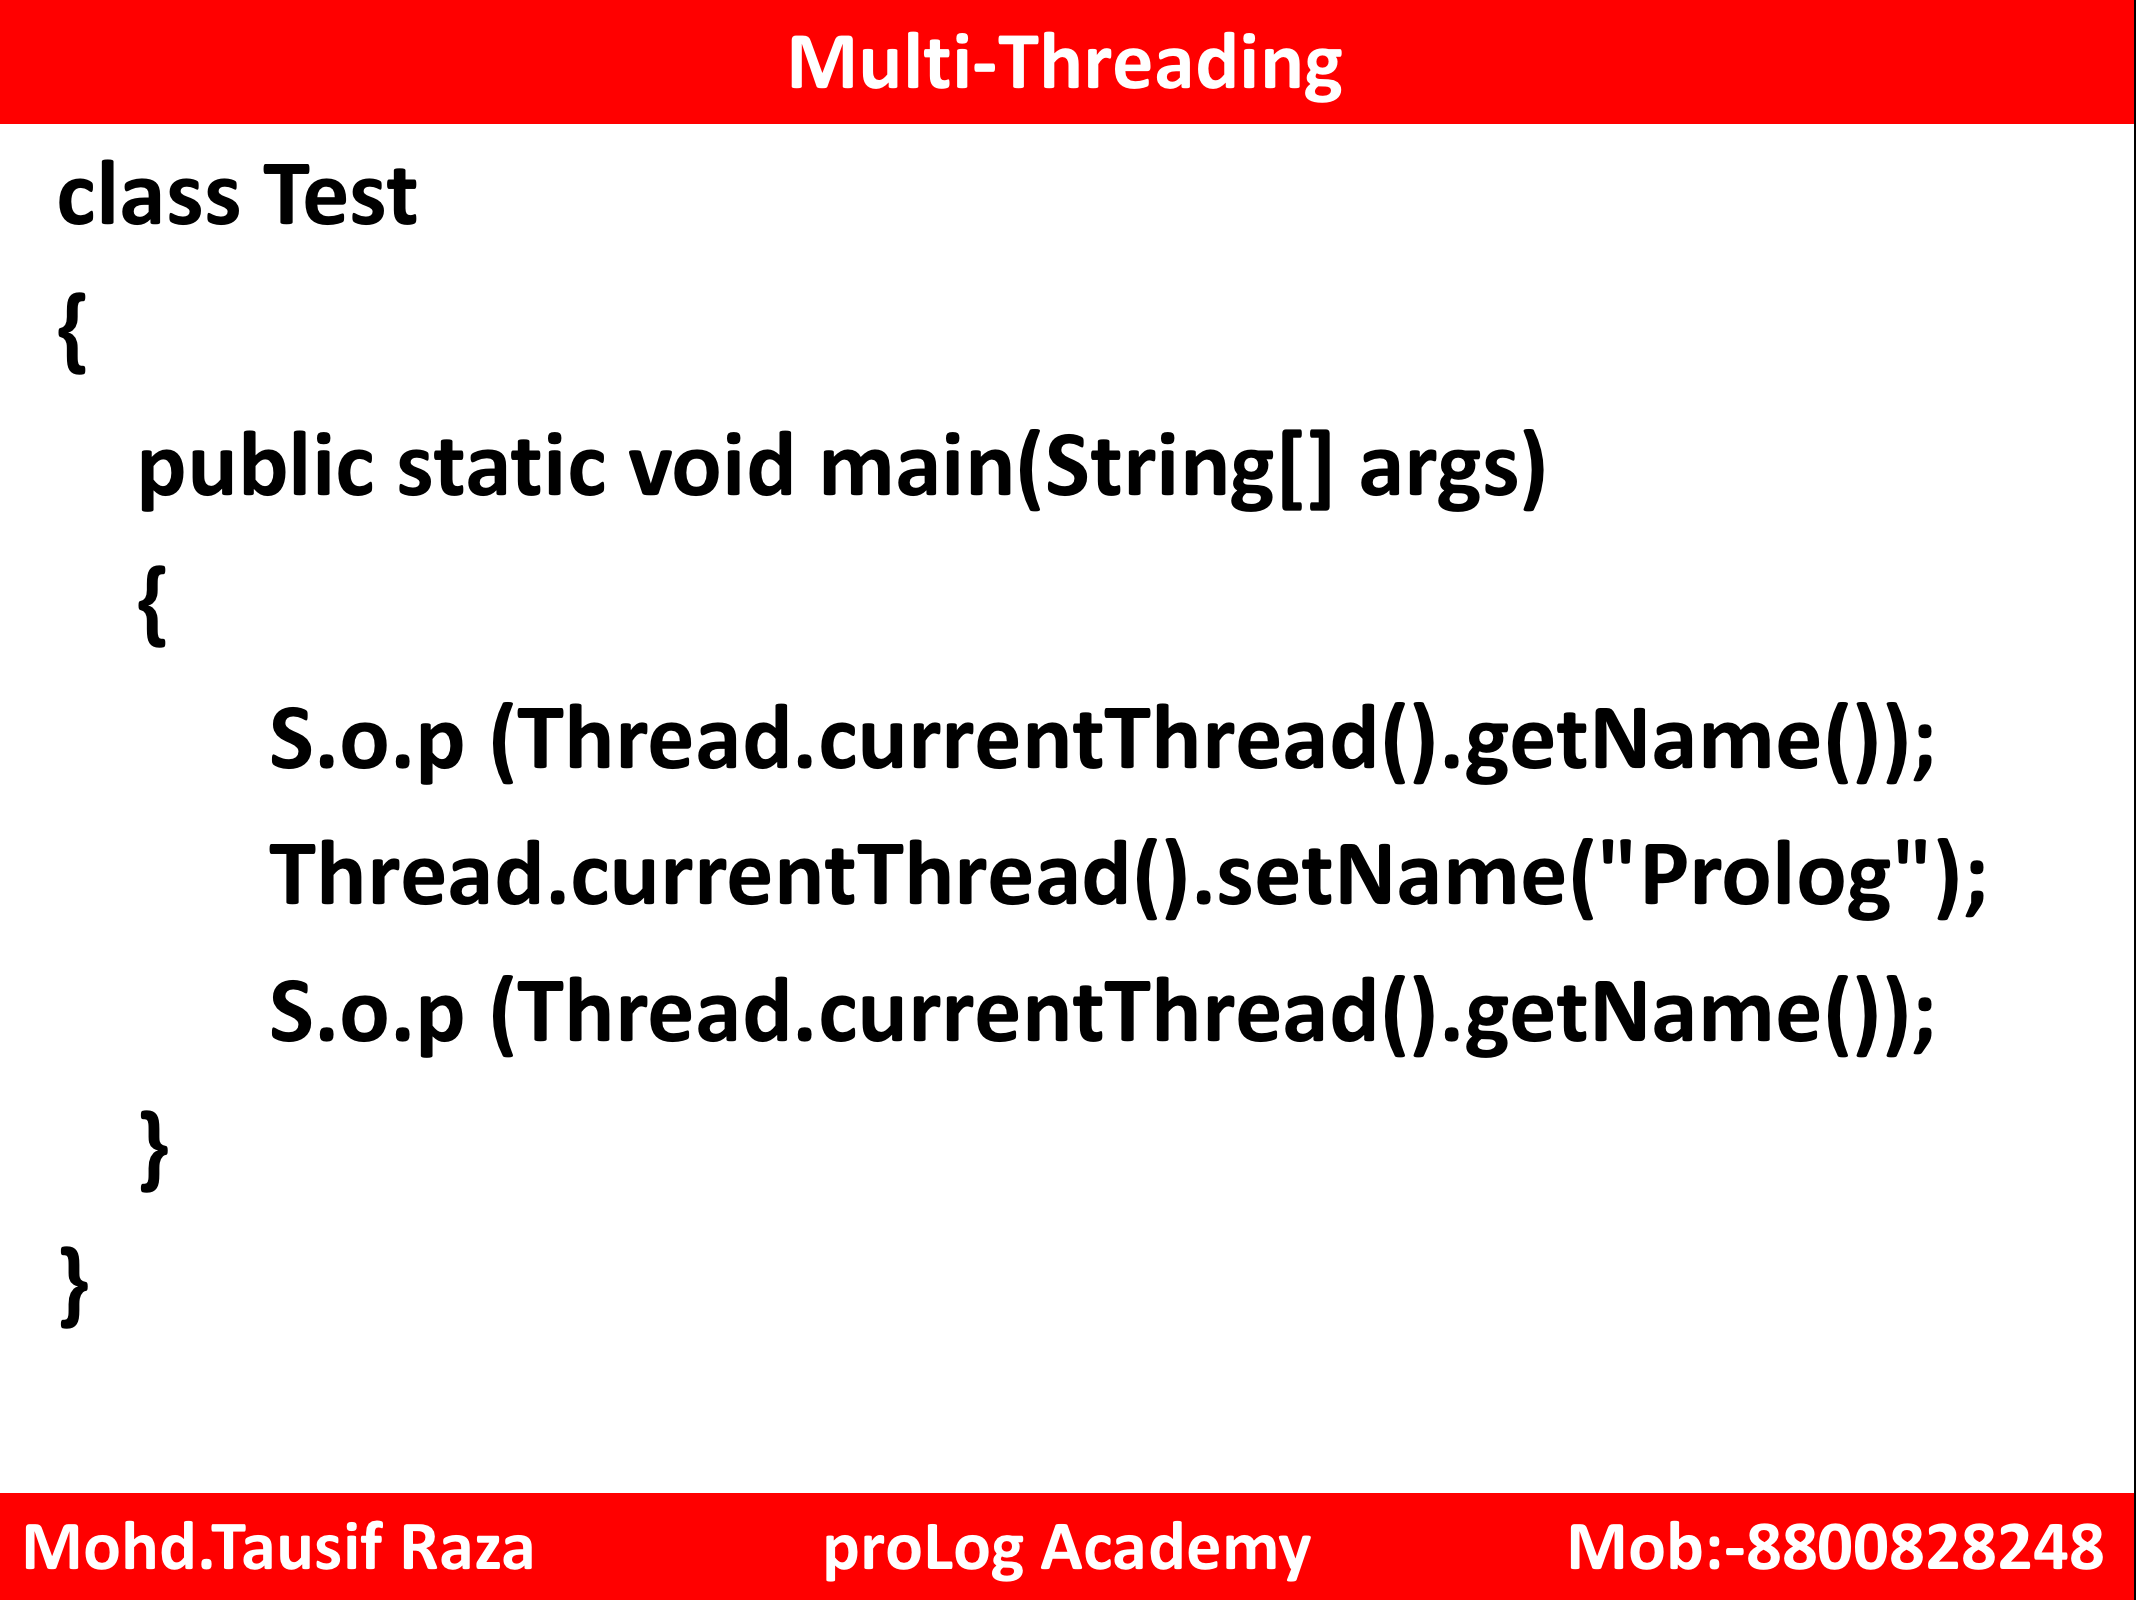 Multi-Threading
class Test
{
public static void main(String[] args)
{
S.o.p (Thread.currentThread().getName());
Thread.currentThread().setName("Prolog");
S.o.p (Thread.currentThread().getName());
}
}
Mohd.Tausif Raza proLog Academy Mob:-8800828248